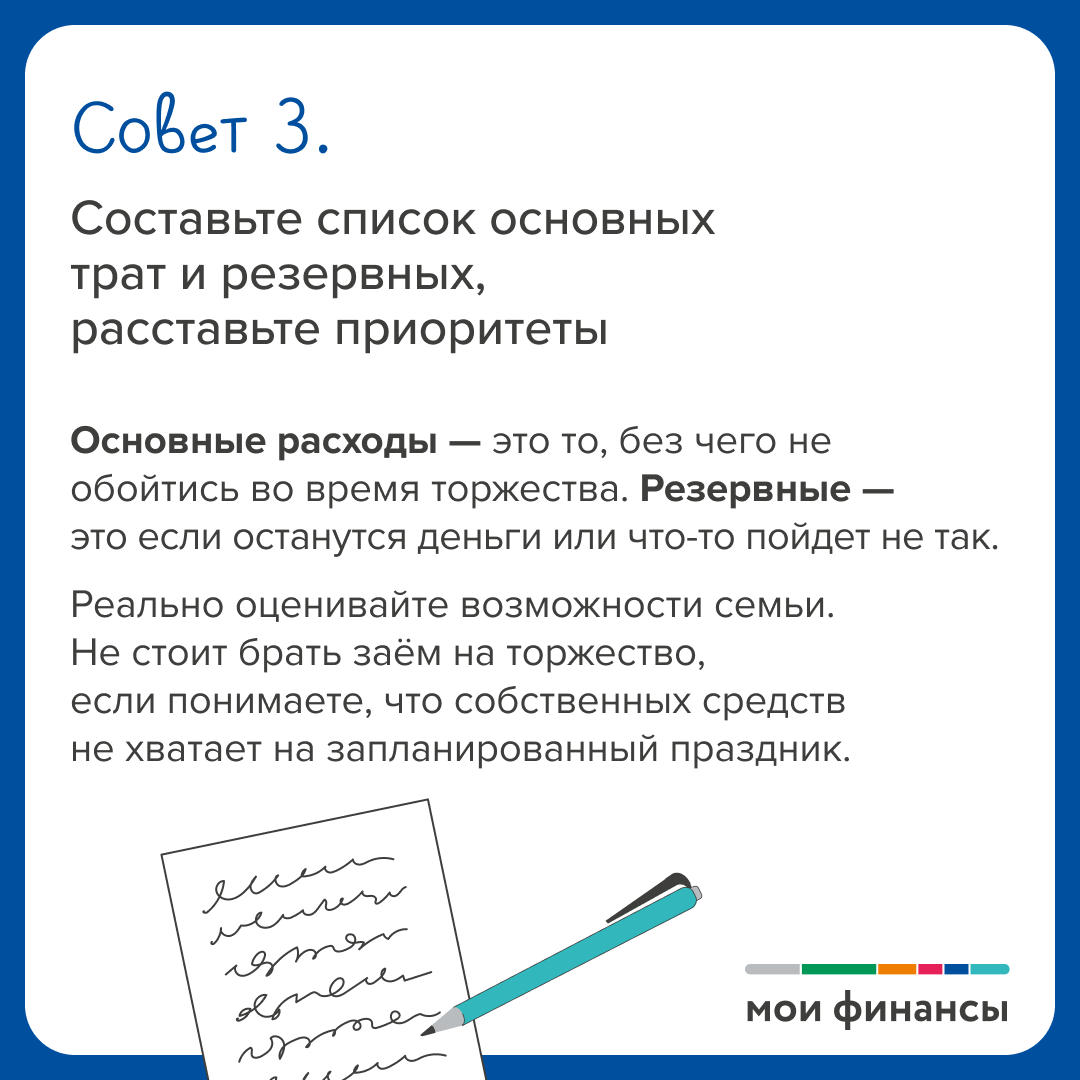 Совет 3.
Составьте список основных
трат и резервных,
расставьте приоритеты
Основные расходы — это то, без чего не
обойтись во время торжества. Резервные —
это если останутся деньги или что-то пойдет не так.
Реально оценивайте возможности семьи.
Не стоит брать заём на торжество,
если понимаете, что собственных средств
не хватает на запланированный праздник.
мои финансы